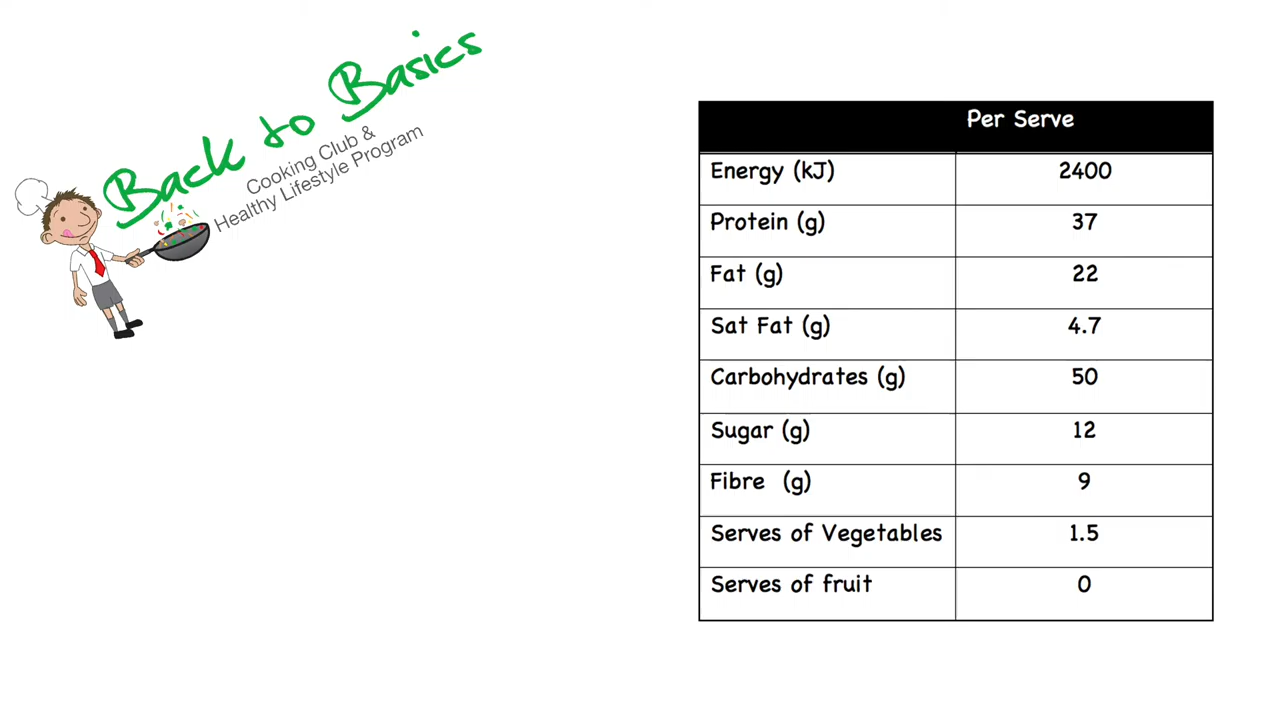 Back to Basics
Cooking Club &
Healthy Lifestyle Program
Per Serve
Energy (kJ) 2400
Protein (g) 37
Fat (g) 22
Sat Fat (g) 4.7
Carbohydrates (g) 50
Sugar (g) 12
Fibre (g) 9
Serves of Vegetables 1.5
Serves of fruit 0